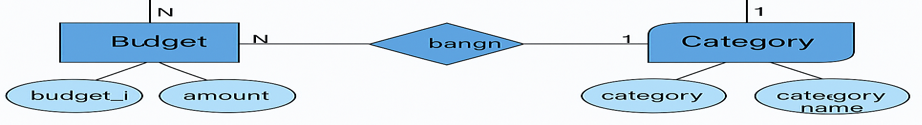 N
1
Budget
N
bangn
1
Category
budget_i
amount
category
category
name